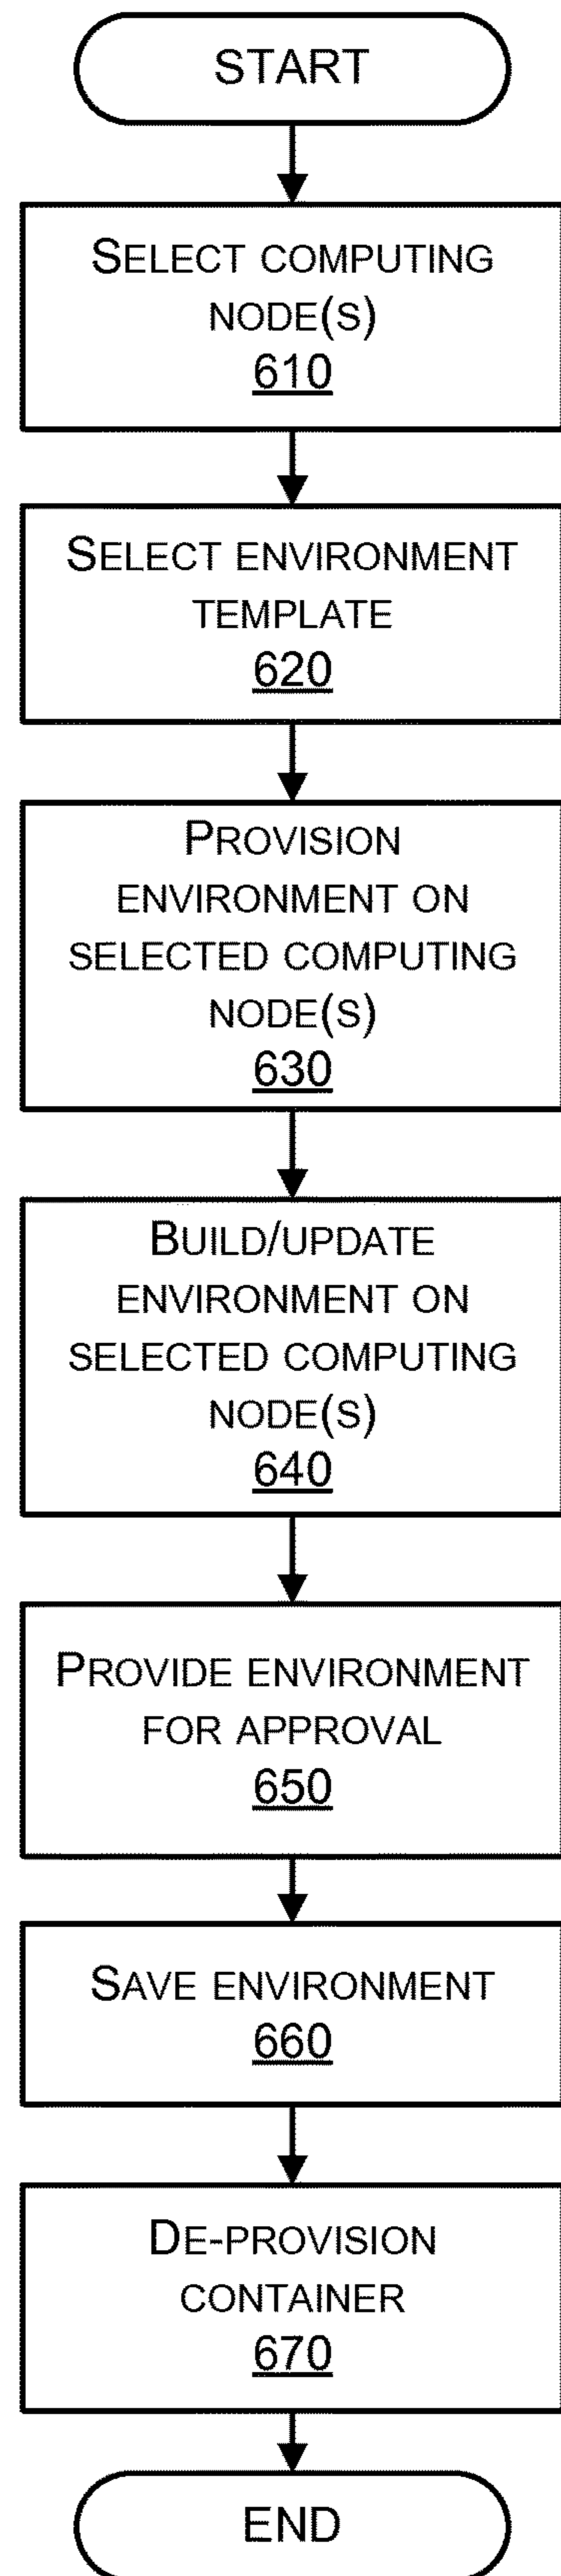 START
SELECT COMPUTING
NODE(S)
610
SELECT ENVIRONMENT
TEMPLATE
620
PROVISION
ENVIRONMENT ON
SELECTED COMPUTING
NODE(S)
630
BUILD/UPDATE
ENVIRONMENT ON
SELECTED COMPUTING
NODE(S)
640
PROVIDE ENVIRONMENT
FOR APPROVAL
650
SAVE ENVIRONMENT
660
DE-PROVISION
CONTAINER
670
END